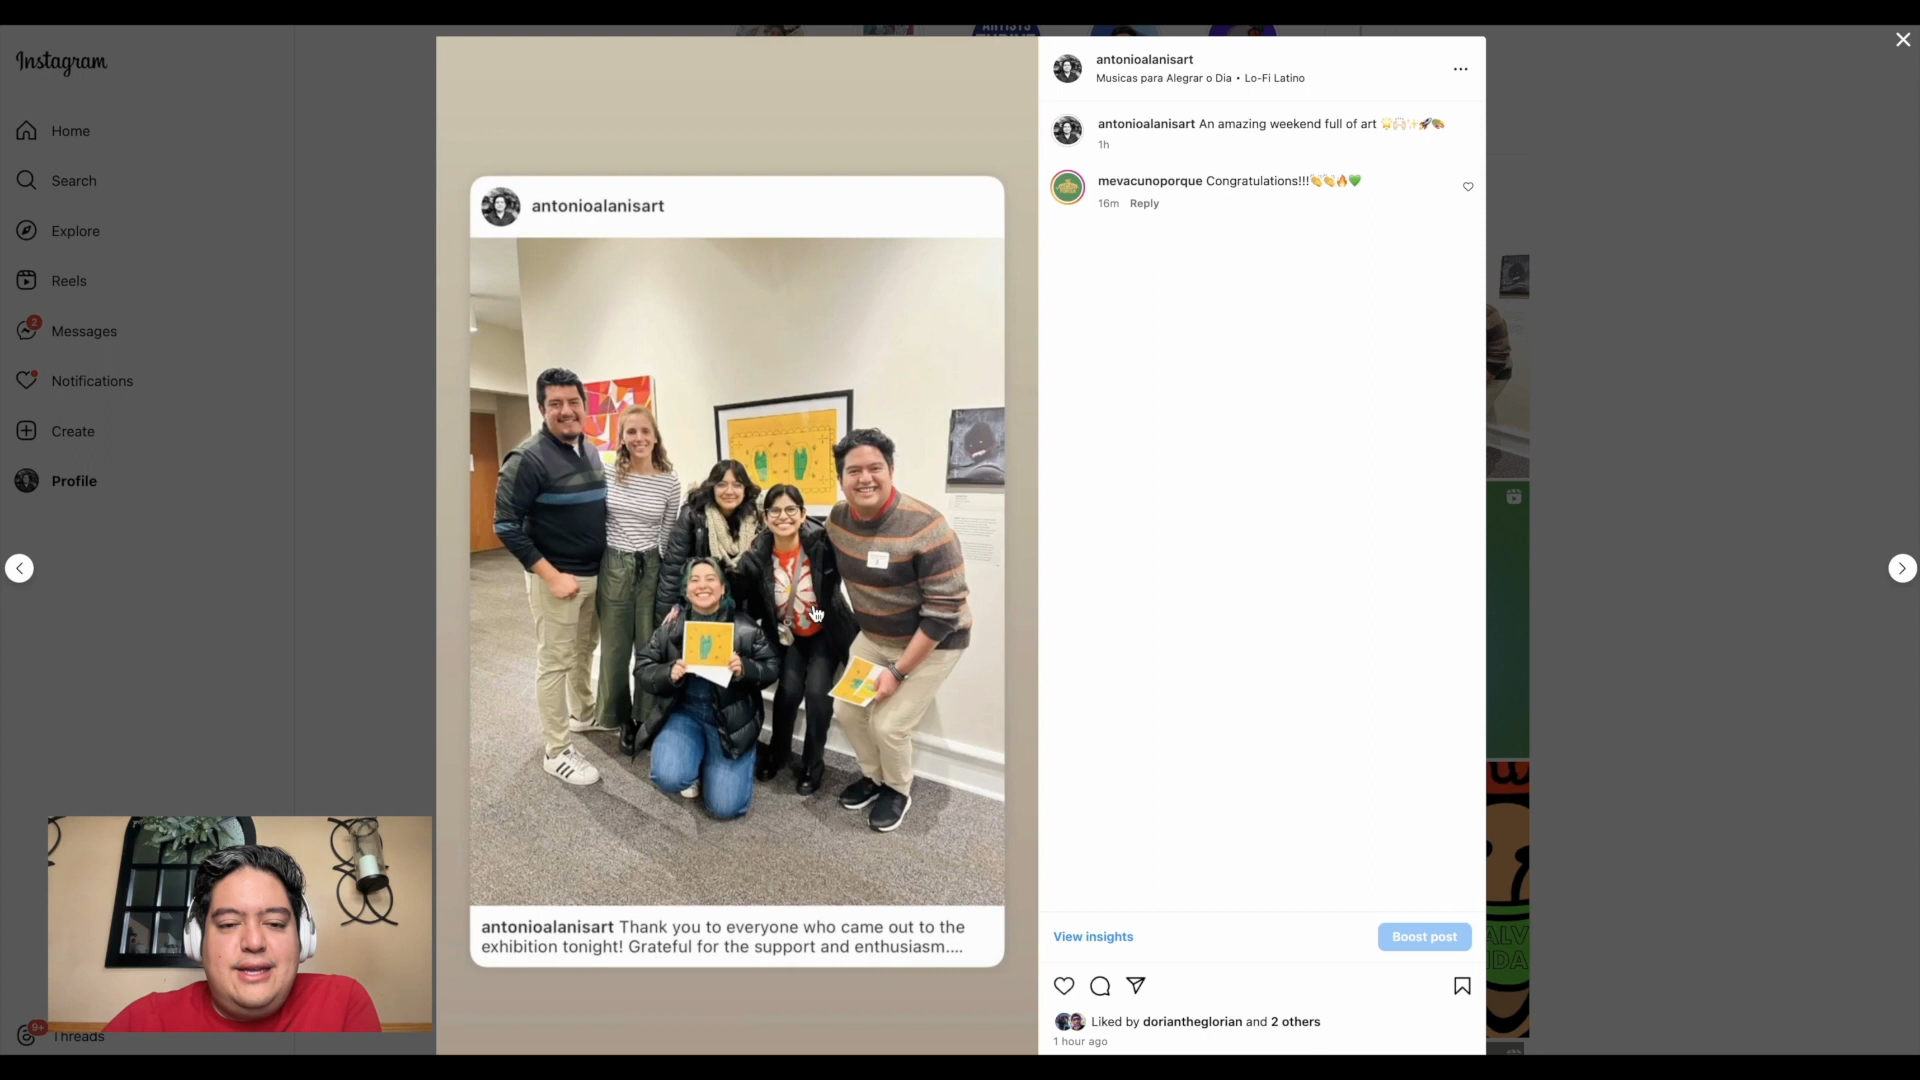 ARTISTS
Instagram
Home
Search
Explore
Reels
2
Messages
Notifications
Create
Profile
9+
Threads
antonioalanisart
antonioalanisart Thank you to everyone who came out to the
exhibition tonight! Grateful for the support and enthusiasm....
antonioalanisart
Musicas para Alegrar o Dia • Lo-Fi Latino
antonioalanisart An amazing weekend full of art
1h
mevacunoporque Congratulations!!!👏👏🔥💚
16m Reply
View insights
Boost post
Liked by doriantheglorian and 2 others
1 hour ago